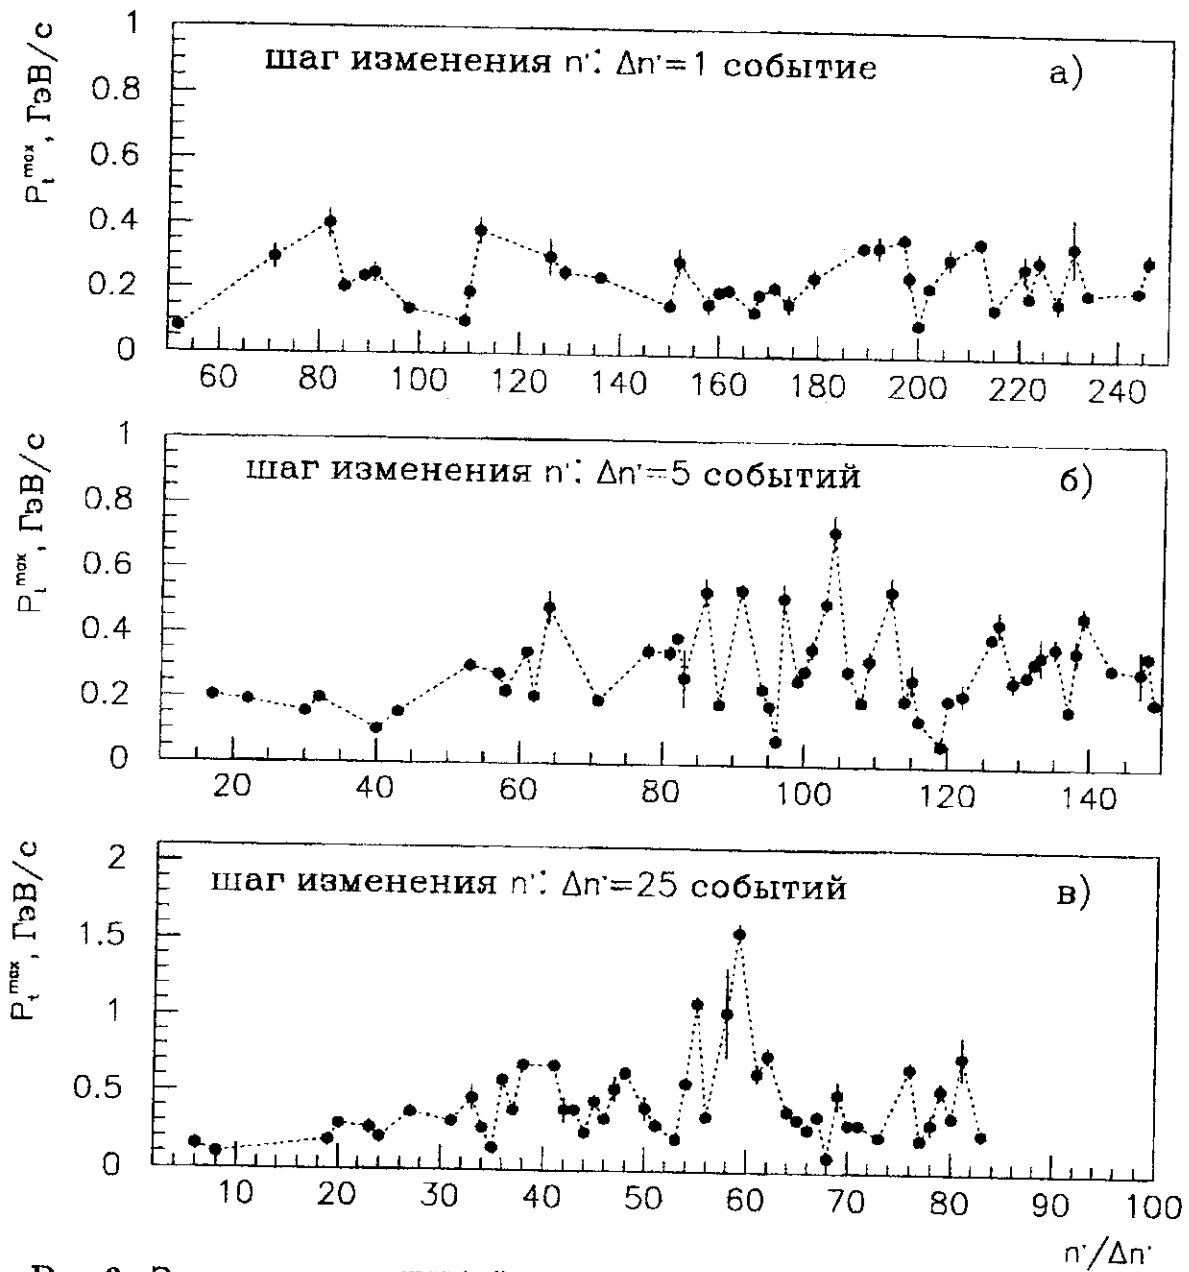 P_t^max, ГэВ/с
1
0.8
0.6
0.4
0.2
0
шаг изменения n': Δn'=1 событие
а)
60 80 100 120 140 160 180 200 220 240
P_t^max, ГэВ/с
1
0.8
0.6
0.4
0.2
0
шаг изменения n': Δn'=5 событий
б)
20 40 60 80 100 120 140
P_t^max, ГэВ/с
2
1.5
1
0.5
0
шаг изменения n': Δn'=25 событий
в)
10 20 30 40 50 60 70 80 90 100
n'/Δn'